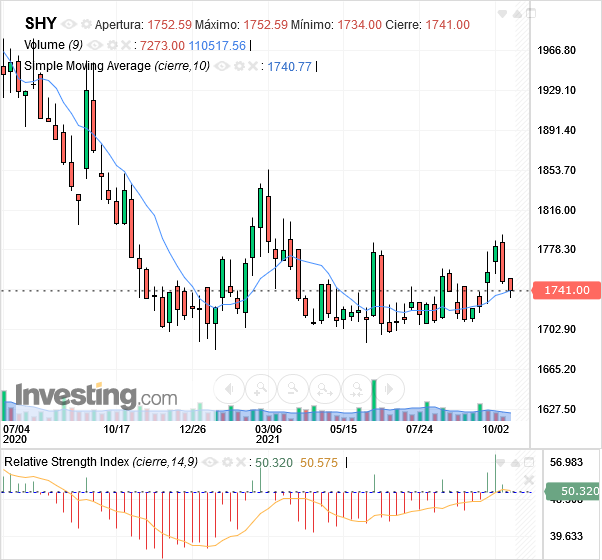 SHY Apertura: 1752.59 Máximo: 1752.59 Mínimo: 1734.00 Cierre: 1741.00
Volume (9) : 7273.00 110517.56 |
Simple Moving Average (cierre,10) : 1740.77 |
1966.80
1929.10
1891.40
1853.70
1816.00
1778.30
1741.00
1702.90
1665.20
1627.50
Investing.com
07/04 10/17 12/26 03/06 05/15 07/24 10/02
2020 2021
Relative Strength Index (cierre,14,9) : 50.320 50.575 |
56.983
50.320
39.633